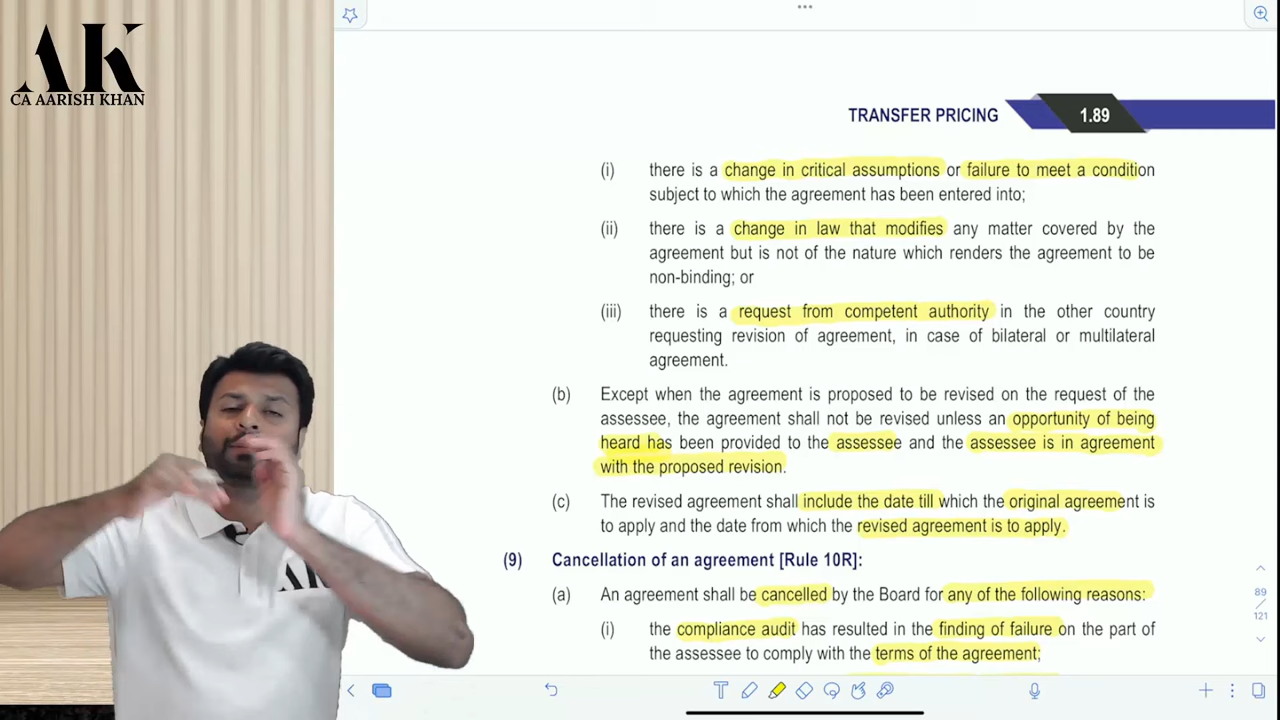 AK
CA AARISH KHAN
TRANSFER PRICING 1.89
(i) there is a change in critical assumptions or failure to meet a condition
subject to which the agreement has been entered into;
(ii) there is a change in law that modifies any matter covered by the
agreement but is not of the nature which renders the agreement to be
non-binding; or
(iii) there is a request from competent authority in the other country
requesting revision of agreement, in case of bilateral or multilateral
agreement.
(b) Except when the agreement is proposed to be revised on the request of the
assessee, the agreement shall not be revised unless an opportunity of being
heard has been provided to the assessee and the assessee is in agreement
with the proposed revision.
(c) The revised agreement shall include the date till which the original agreement is
to apply and the date from which the revised agreement is to apply.
(9) Cancellation of an agreement [Rule 10R]:
(a) An agreement shall be cancelled by the Board for any of the following reasons:
(i) the compliance audit has resulted in the finding of failure on the part of
the assessee to comply with the terms of the agreement;
89
121
AK